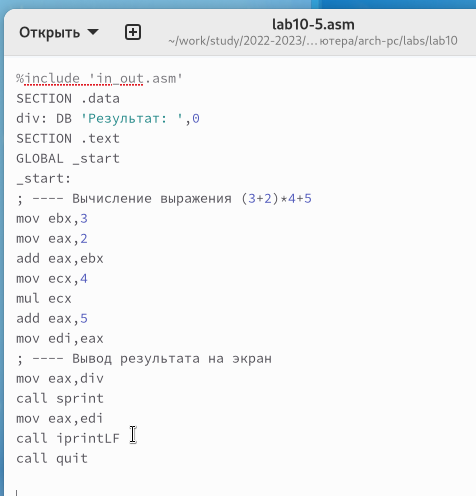 Открыть
lab10-5.asm
~/work/study/2022-2023/…ютера/arch-pc/labs/lab10
%include 'in_out.asm'
SECTION .data
div: DB 'Результат: ',0
SECTION .text
GLOBAL _start
_start:
; ---- Вычисление выражения (3+2)*4+5
mov ebx,3
mov eax,2
add eax,ebx
mov ecx,4
mul ecx
add eax,5
mov edi,eax
; ---- Вывод результата на экран
mov eax,div
call sprint
mov eax,edi
call iprintLF
call quit